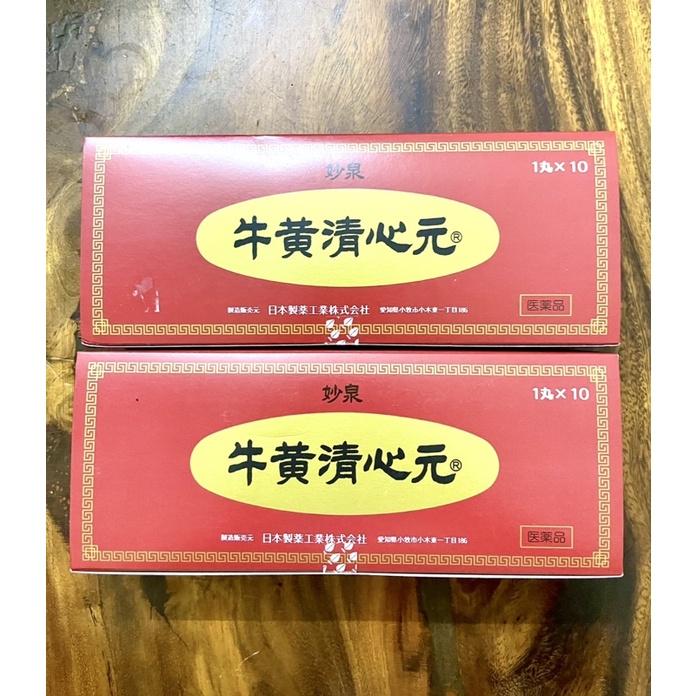 妙泉
1丸×10
牛黄清心元®
製造販売元 日本製薬工業株式会社 愛知県小牧市小木東一丁目186
医薬品
妙泉
1丸×10
牛黄清心元®
製造販売元 日本製薬工業株式会社 愛知県小牧市小木東一丁目186
医薬品